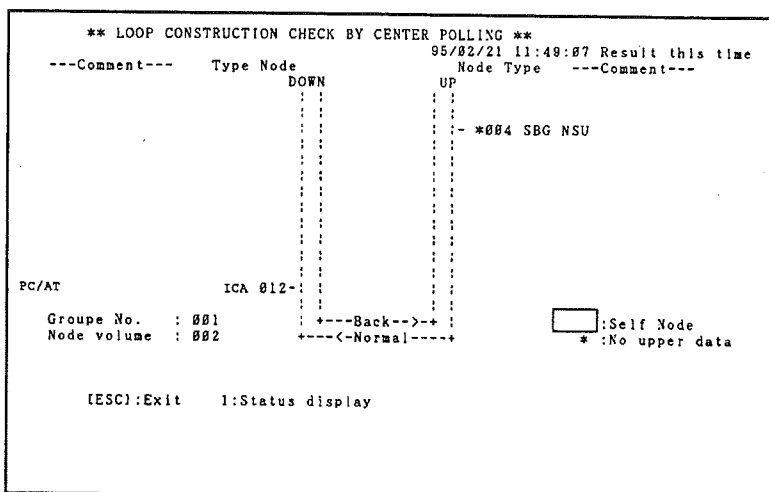 ** LOOP CONSTRUCTION CHECK BY CENTER POLLING **
95/02/21 11:49:07 Result this time
---Comment--- Type Node Node Type ---Comment---
DOWN UP
- *004 SBG NSU
PC/AT ICA 012-
Groupe No. : 001 +---Back-->-+ :Self Node
Node volume : 002 +---<-Normal----+ * :No upper data
[ESC]:Exit 1:Status display